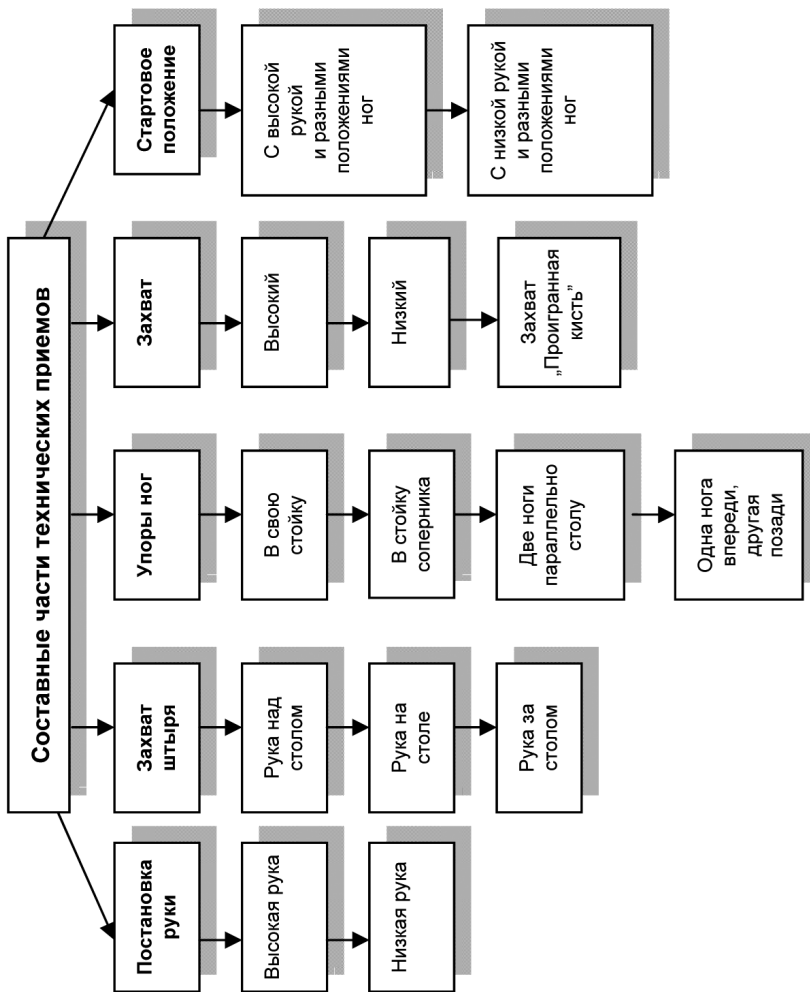 Составные части технических приемов
Постановка
руки
Высокая рука
Низкая рука
Захват
штыря
Рука над
столом
Рука на
столе
Рука за
столом
Упоры ног
В свою
стойку
В стойку
соперника
Две ноги
параллельно
столу
Одна нога
впереди,
другая
позади
Захват
Высокий
Низкий
Захват
„Проигранная
кисть”
Стартовое
положение
С высокой
рукой
и разными
положениями
ног
С низкой рукой
и разными
положениями
ног